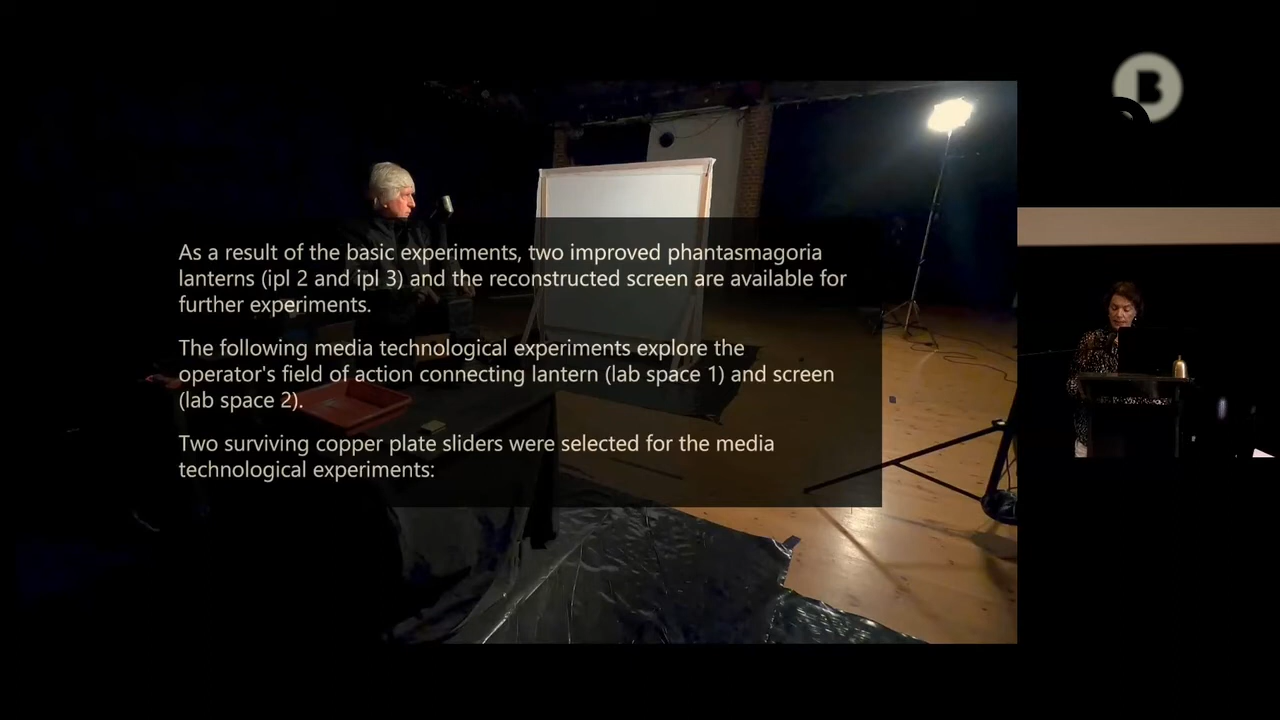 B
As a result of the basic experiments, two improved phantasmagoria
lanterns (ipl 2 and ipl 3) and the reconstructed screen are available for
further experiments.
The following media technological experiments explore the
operator's field of action connecting lantern (lab space 1) and screen
(lab space 2).
Two surviving copper plate sliders were selected for the media
technological experiments: